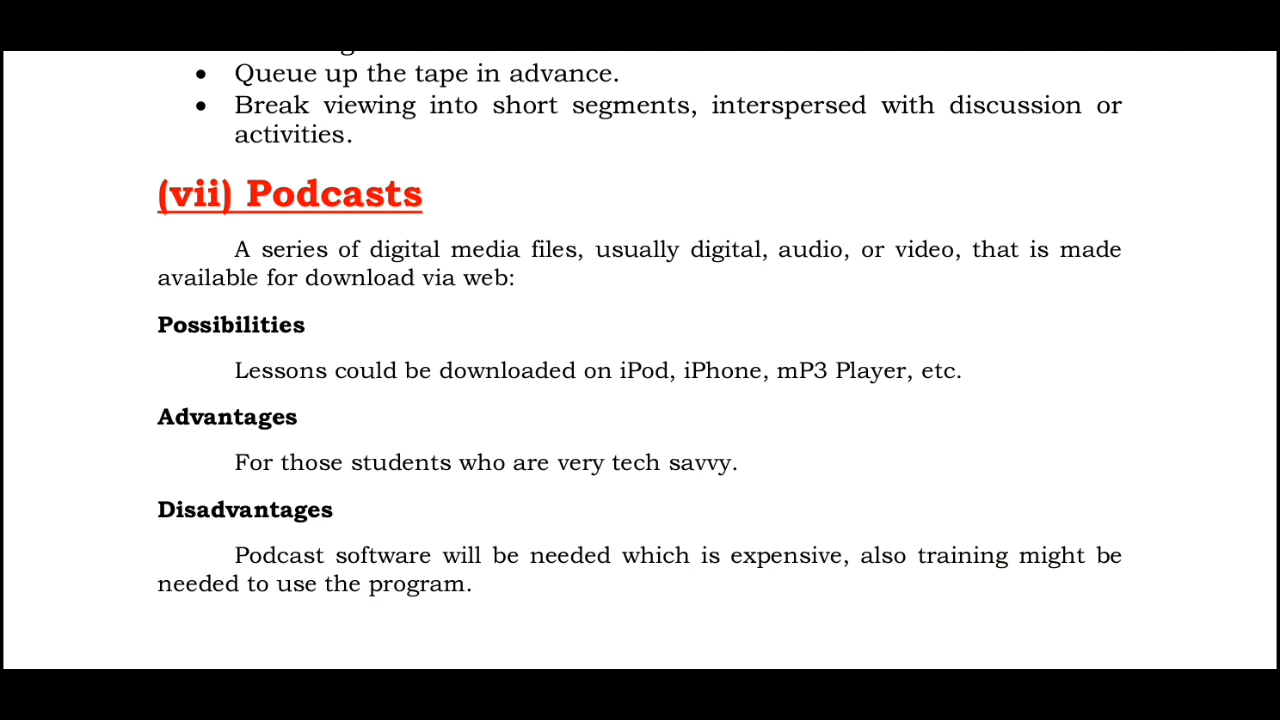 • Queue up the tape in advance.
• Break viewing into short segments, interspersed with discussion or
activities.
(vii) Podcasts
A series of digital media files, usually digital, audio, or video, that is made
available for download via web:
Possibilities
Lessons could be downloaded on iPod, iPhone, mP3 Player, etc.
Advantages
For those students who are very tech savvy.
Disadvantages
Podcast software will be needed which is expensive, also training might be
needed to use the program.